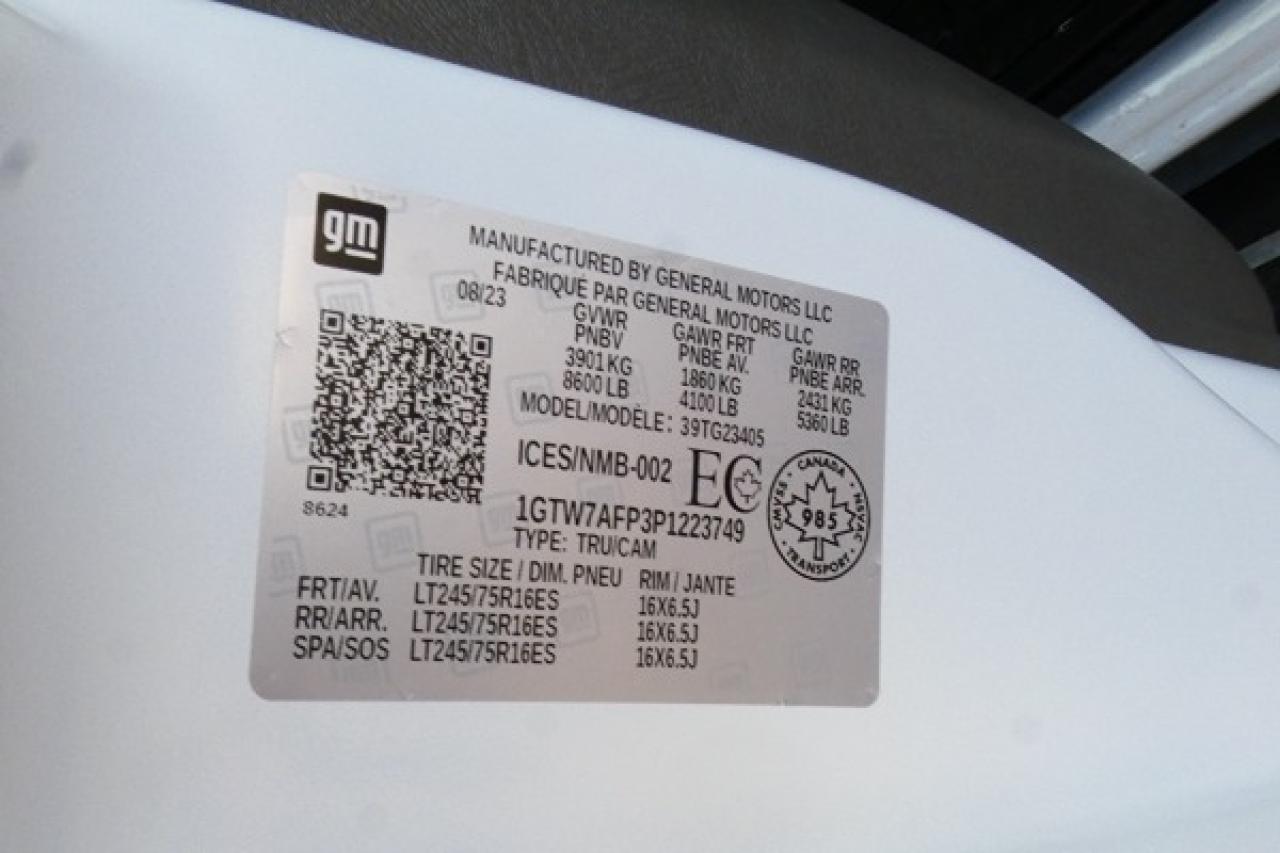 gm
MANUFACTURED BY GENERAL MOTORS LLC
FABRIQUÉ PAR GENERAL MOTORS LLC
08/23
GVWR GAWR FRT GAWR RR
PNBV PNBE AV. PNBE ARR.
3901 KG 1860 KG 2431 KG
8600 LB 4100 LB 5360 LB
MODEL/MODÈLE: 39TG23405
ICES/NMB-002 EC
CANADA
CMVSS 985 NSVAC
TRANSPORT
8624
1GTW7AFP3P1223749
TYPE: TRU/CAM
TIRE SIZE / DIM. PNEU RIM / JANTE
FRT/AV. LT245/75R16ES 16X6.5J
RR/ARR. LT245/75R16ES 16X6.5J
SPA/SOS LT245/75R16ES 16X6.5J